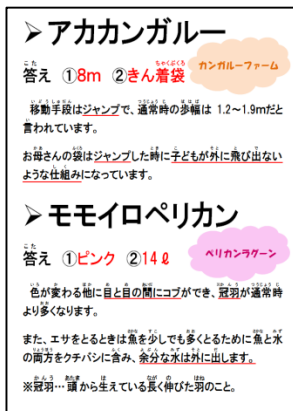 ➤アカカンガルー
答え ①8m ②きん着袋
カンガルーファーム
移動手段はジャンプで、通常時の歩幅は 1.2～1.9mだと
言われています。
お母さんの袋はジャンプした時に子どもが外に飛び出ない
ような仕組みになっています。
➤モモイロペリカン
答え ①ピンク ②14ℓ
ペリカンラグーン
色が変わる他に目と目の間にコブができ、冠羽が通常時
より多くなります。
また、エサをとるときは魚を少しでも多くとるために魚と水
の両方をクチバシに含み、余分な水は外に出します。
※冠羽…頭から生えている長く伸びた羽のこと。